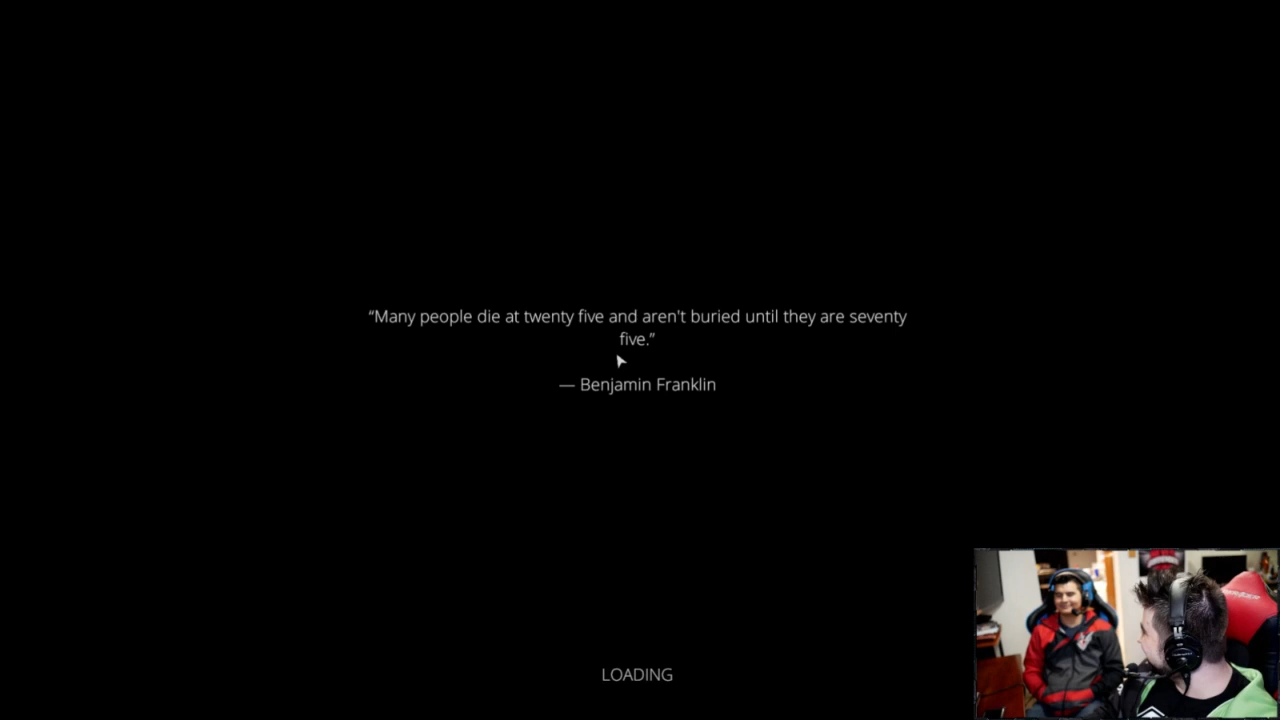 “Many people die at twenty five and aren't buried until they are seventy
five.”
— Benjamin Franklin
LOADING